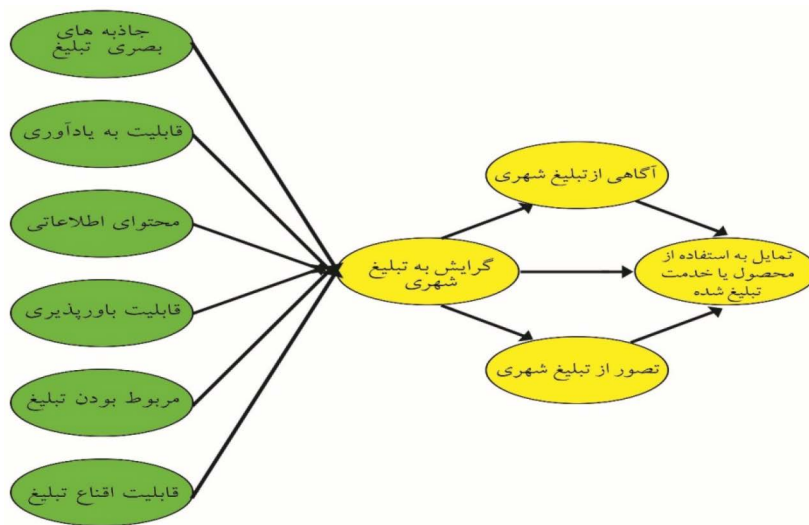 جاذبه های
بصری تبلیغ
قابلیت به یادآوری
محتوای اطلاعاتی
قابلیت باورپذیری
مربوط بودن تبلیغ
قابلیت اقناع تبلیغ
گرایش به تبلیغ
شهری
آگاهی ازتبلیغ شهری
تصور از تبلیغ شهری
تمایل به استفاده از
محصول یا خدمت
تبلیغ شده